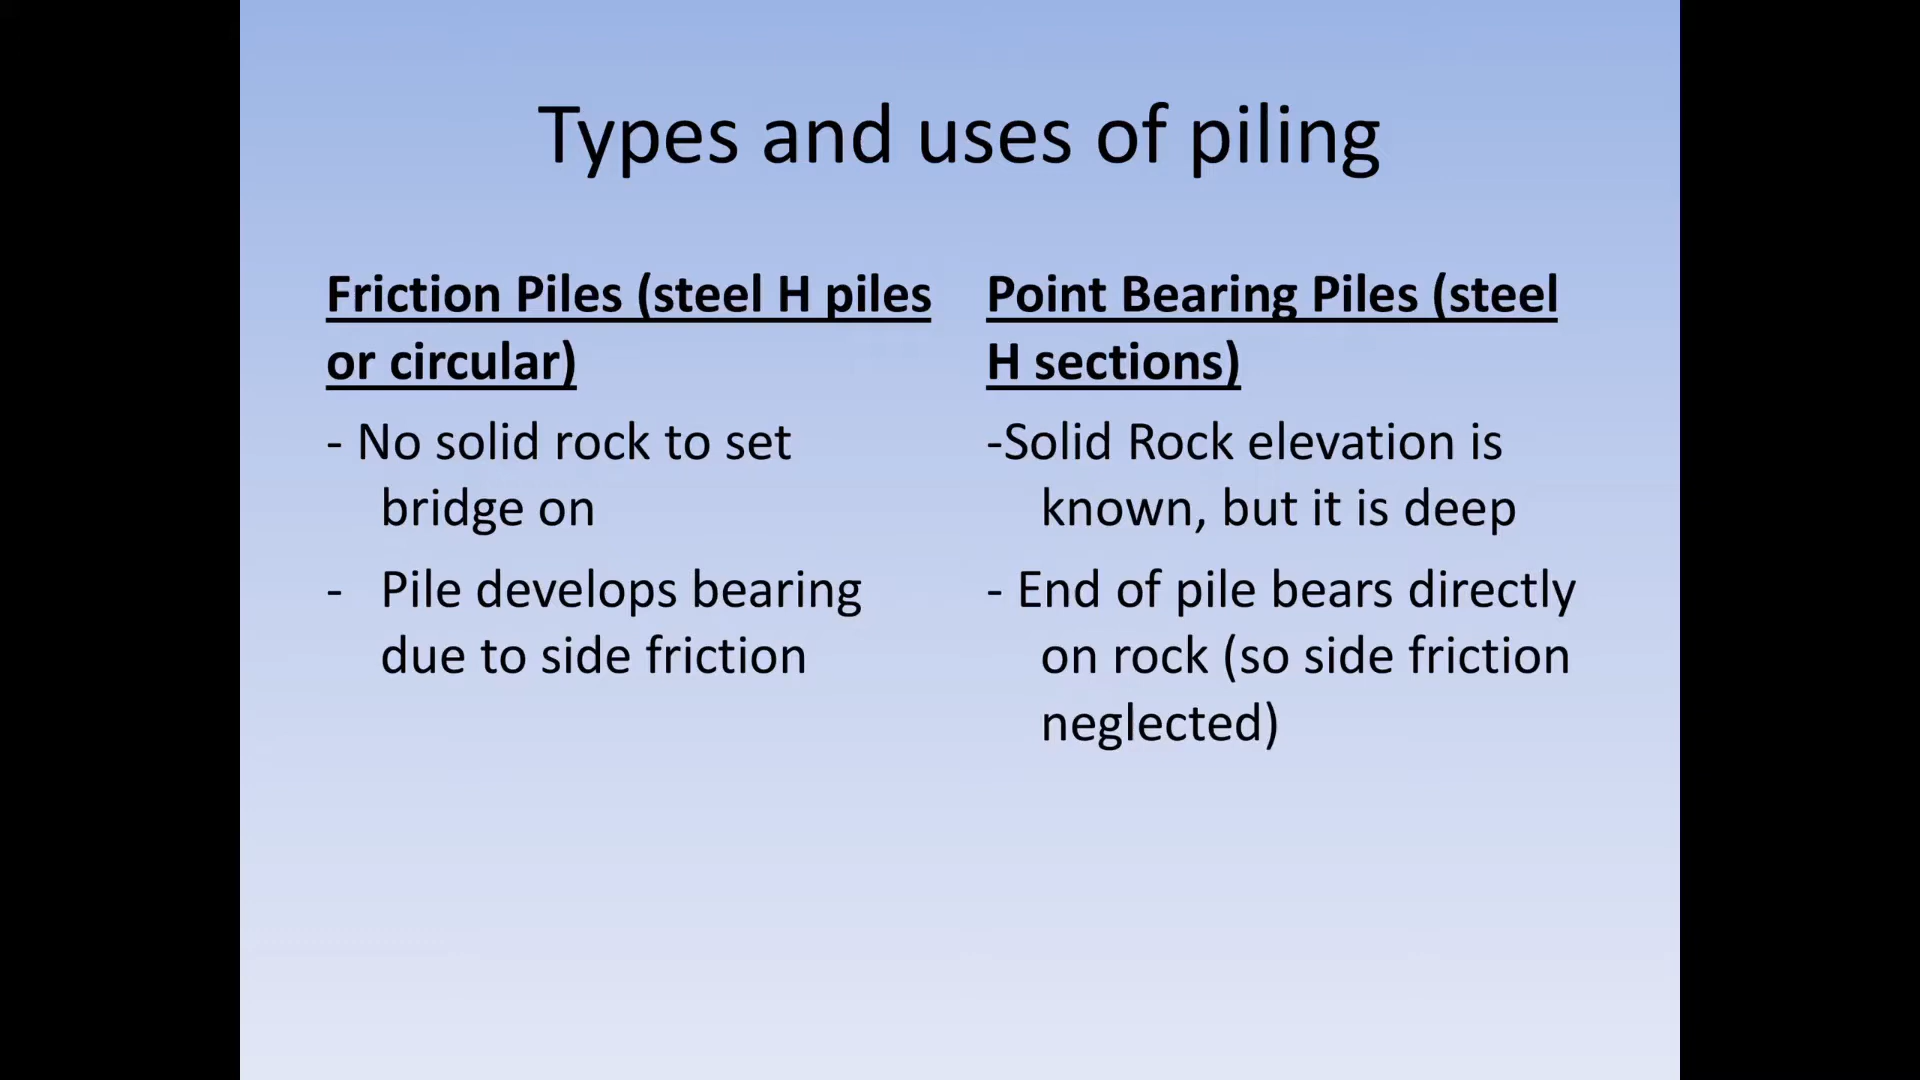 Types and uses of piling
Friction Piles (steel H piles
or circular)
- No solid rock to set
bridge on
- Pile develops bearing
due to side friction
Point Bearing Piles (steel
H sections)
-Solid Rock elevation is
known, but it is deep
- End of pile bears directly
on rock (so side friction
neglected)